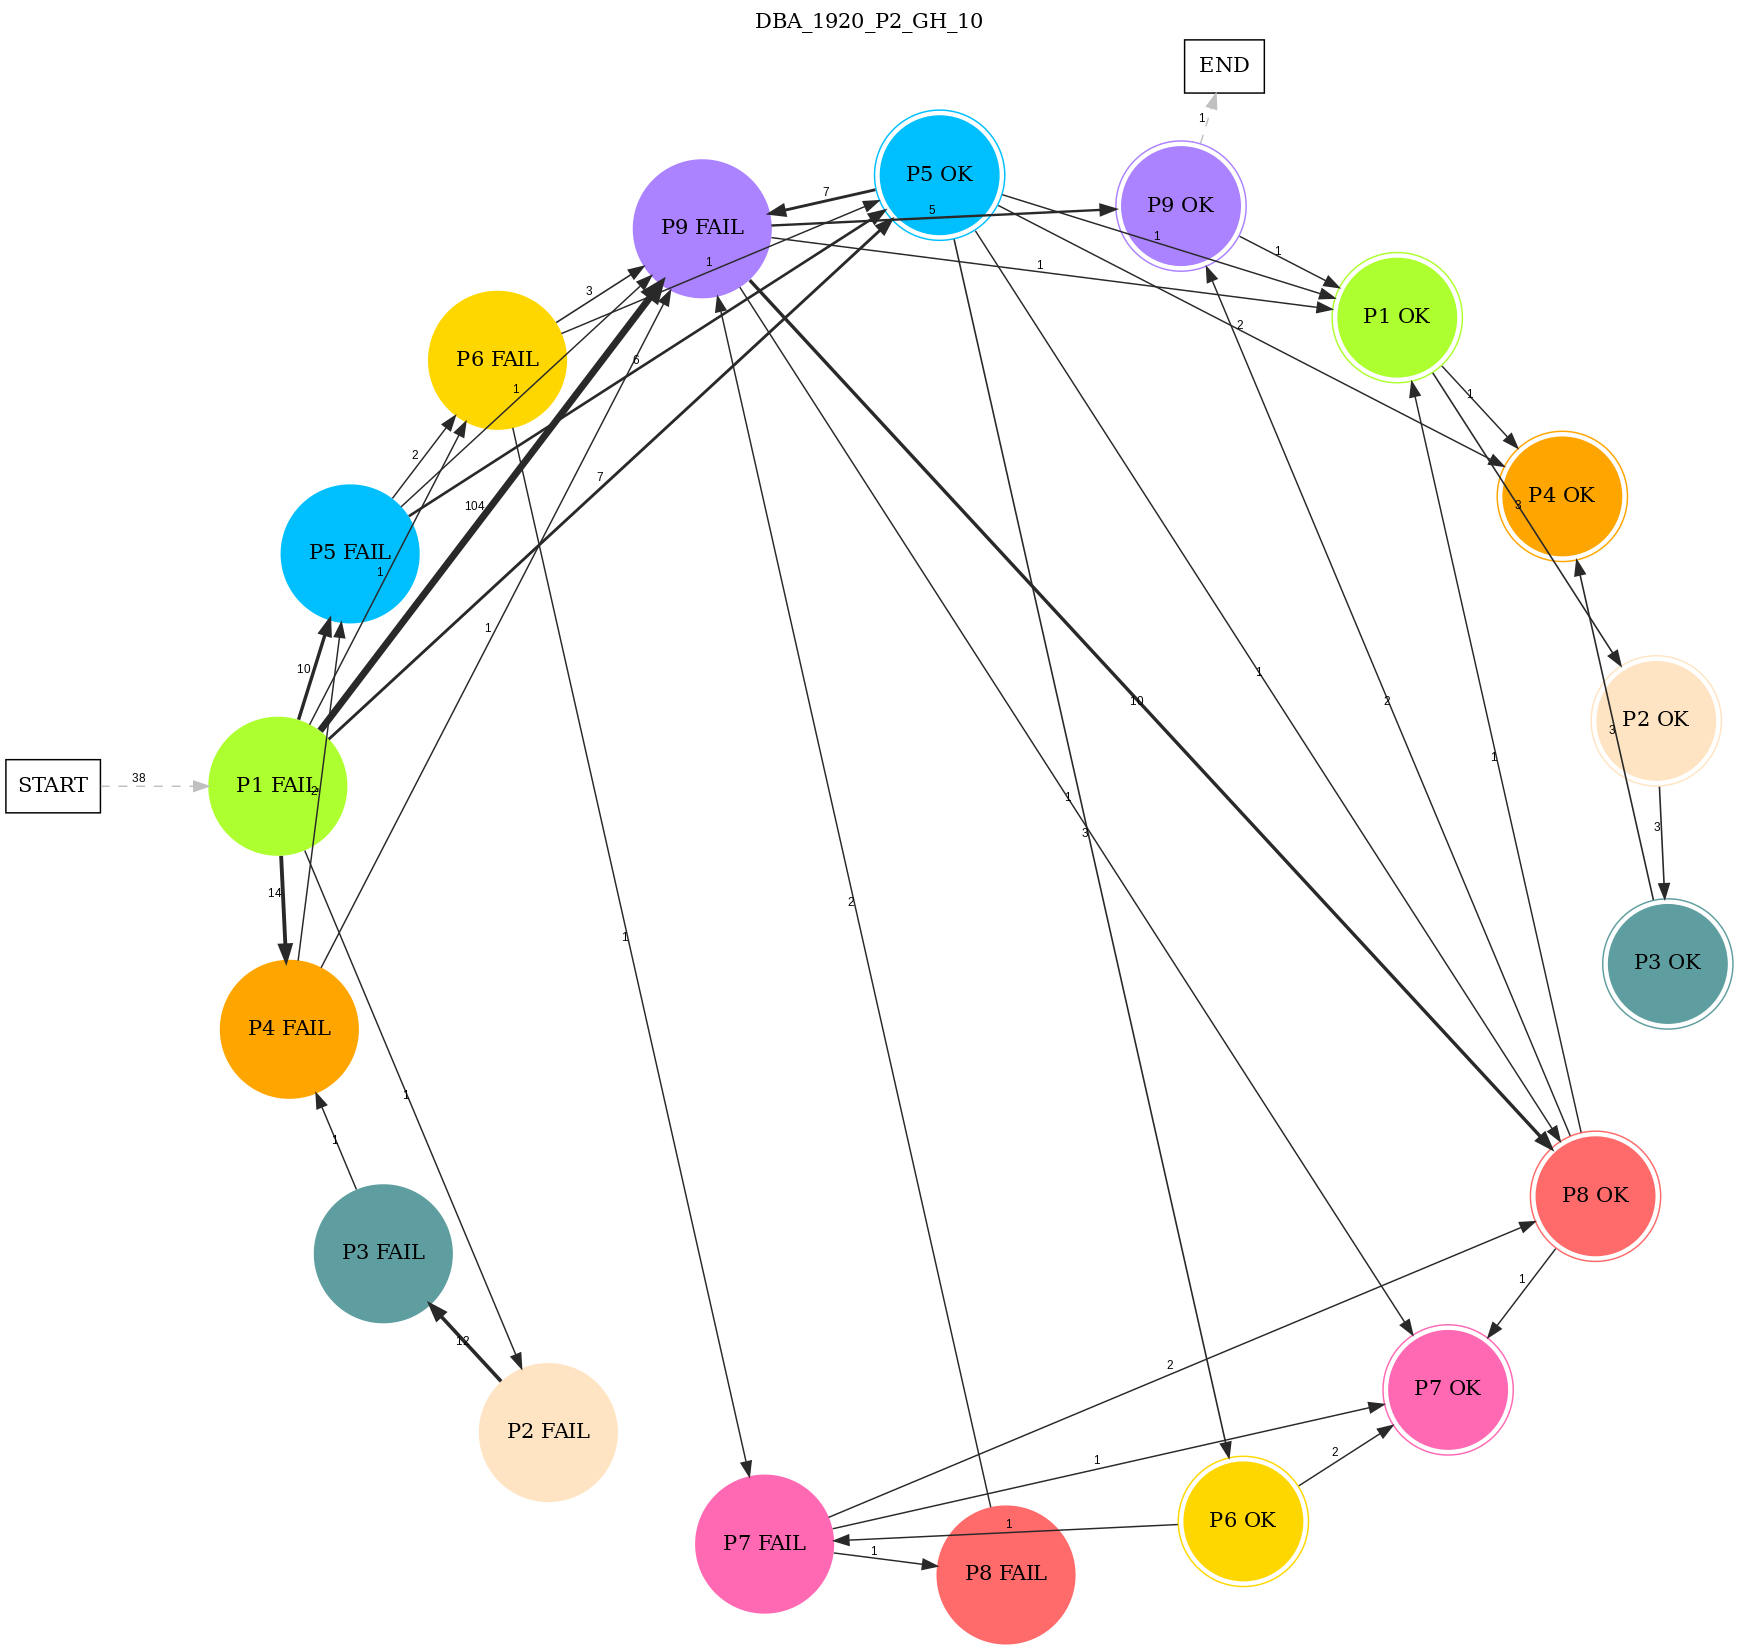 DBA_1920_P2_GH_10
END
1
P5 OK
P9 OK
7
5
P9 FAIL
1
1
1
1
P1 OK
3
2
P6 FAIL
6
1
1
2
P4 OK
7
104
3
P5 FAIL
1
1
10
1
10
2
P2 OK
3
1
START
38
P1 FAIL
2
1
3
3
14
2
1
P3 OK
P4 FAIL
1
1
P8 OK
P3 FAIL
1
12
2
P7 OK
P2 FAIL
1
2
P6 OK
1
P7 FAIL
1
P8 FAIL